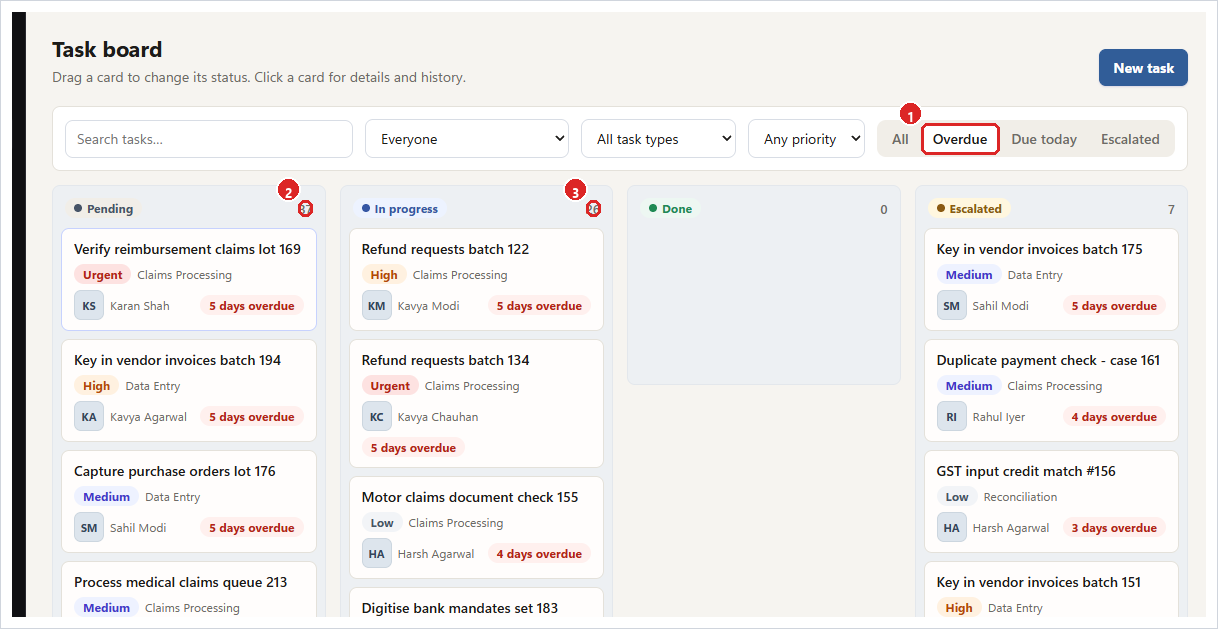 Task board
Drag a card to change its status. Click a card for details and history.
New task
Search tasks...
Everyone
All task types
Any priority
1
All
Overdue
Due today
Escalated
2
Pending
Verify reimbursement claims lot 169
Urgent Claims Processing
KS Karan Shah 5 days overdue
Key in vendor invoices batch 194
High Data Entry
KA Kavya Agarwal 5 days overdue
Capture purchase orders lot 176
Medium Data Entry
SM Sahil Modi 5 days overdue
Process medical claims queue 213
Medium Claims Processing
3
In progress
Refund requests batch 122
High Claims Processing
KM Kavya Modi 5 days overdue
Refund requests batch 134
Urgent Claims Processing
KC Kavya Chauhan
5 days overdue
Motor claims document check 155
Low Claims Processing
HA Harsh Agarwal 4 days overdue
Digitise bank mandates set 183
Done 0
Escalated 7
Key in vendor invoices batch 175
Medium Data Entry
SM Sahil Modi 5 days overdue
Duplicate payment check - case 161
Medium Claims Processing
RI Rahul Iyer 4 days overdue
GST input credit match #156
Low Reconciliation
HA Harsh Agarwal 3 days overdue
Key in vendor invoices batch 151
High Data Entry